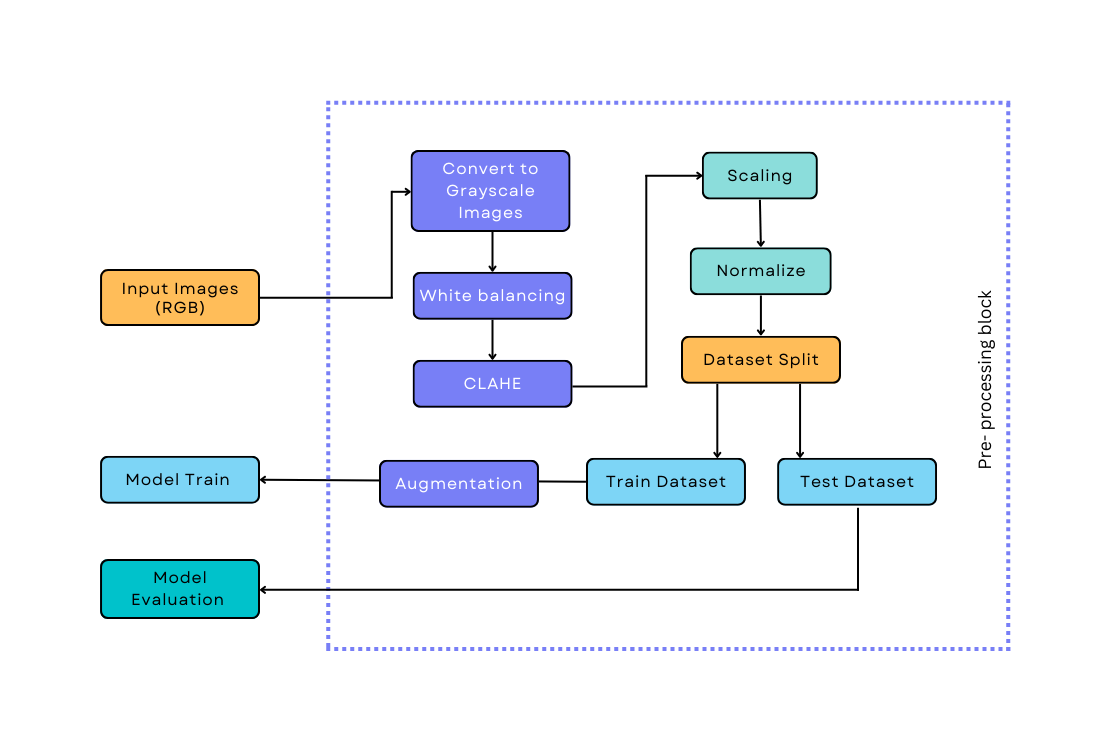 Input Images
(RGB)
Convert to
Grayscale
Images
White balancing
CLAHE
Scaling
Normalize
Dataset Split
Train Dataset
Test Dataset
Augmentation
Model Train
Model
Evaluation
Pre- processing block